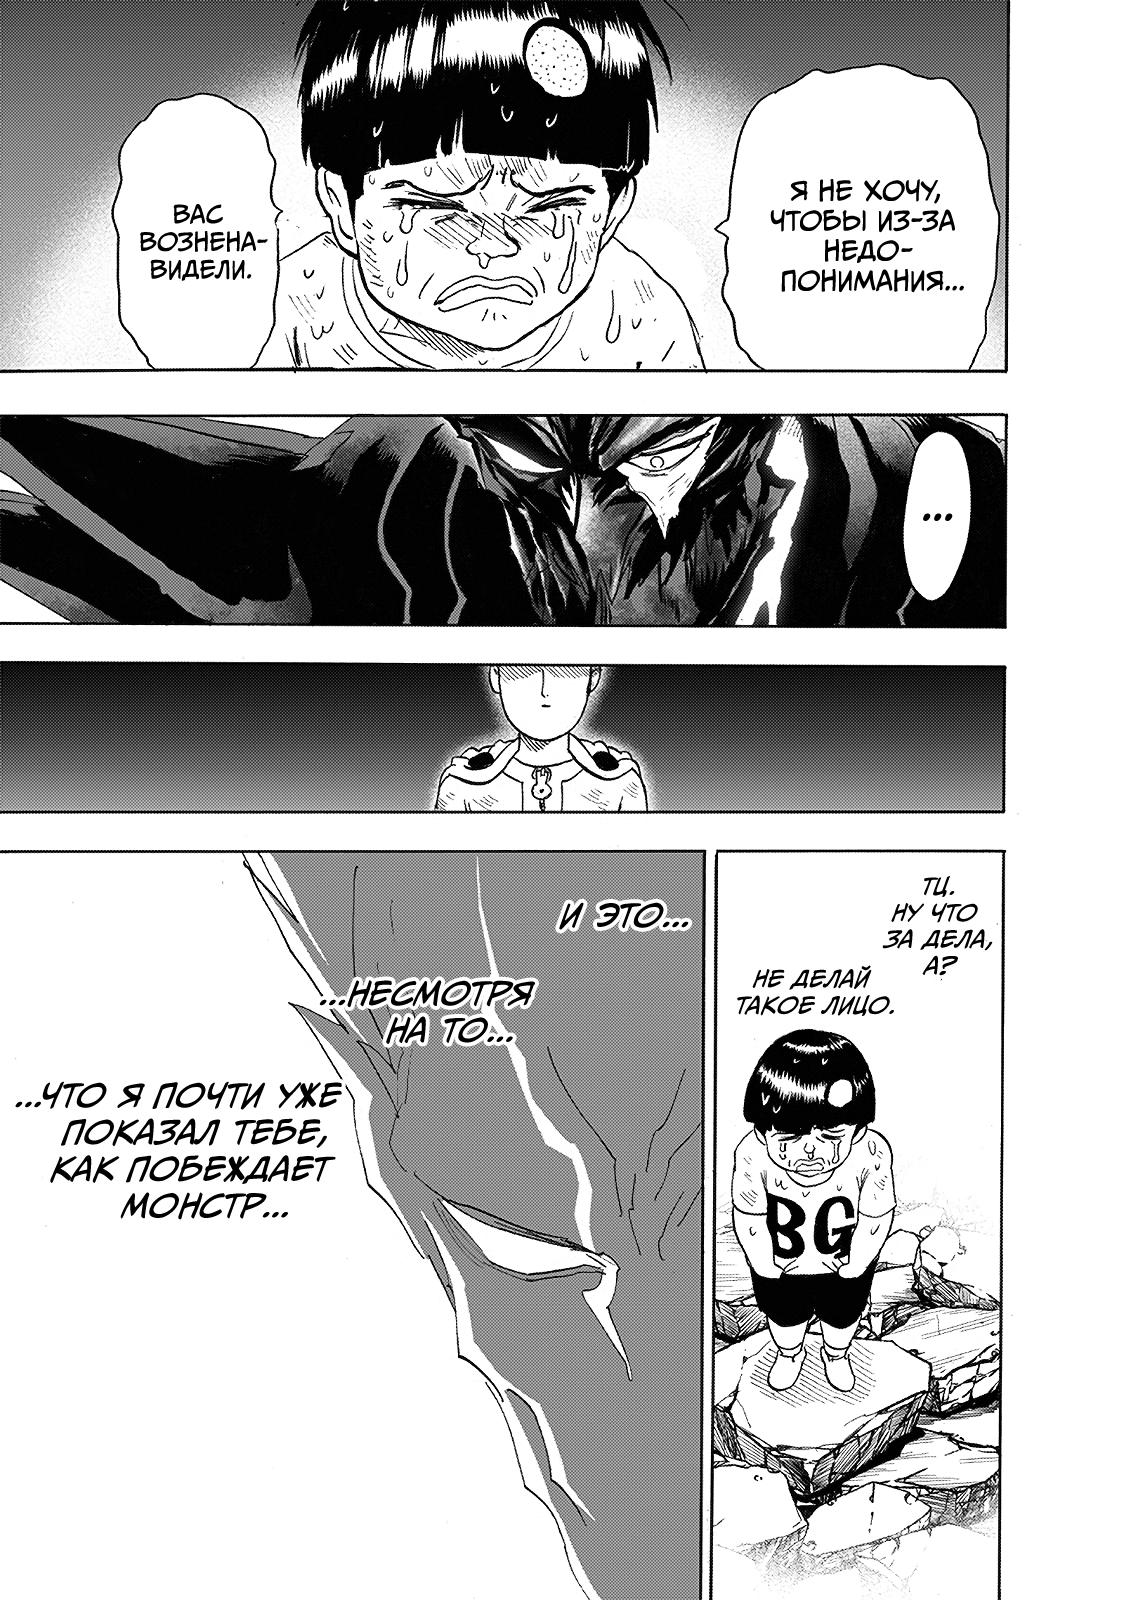 Я НЕ ХОЧУ,
ЧТОБЫ ИЗ-ЗА
НЕДО-
ПОНИМАНИЯ...
ВАС
ВОЗНЕНА-
ВИДЕЛИ.
...
ТЦ.
НУ ЧТО
ЗА ДЕЛА,
А?
НЕ ДЕЛАЙ
ТАКОЕ ЛИЦО.
BG
И ЭТО...
...НЕСМОТРЯ
НА ТО...
...ЧТО Я ПОЧТИ УЖЕ
ПОКАЗАЛ ТЕБЕ,
КАК ПОБЕЖДАЕТ
МОНСТР...